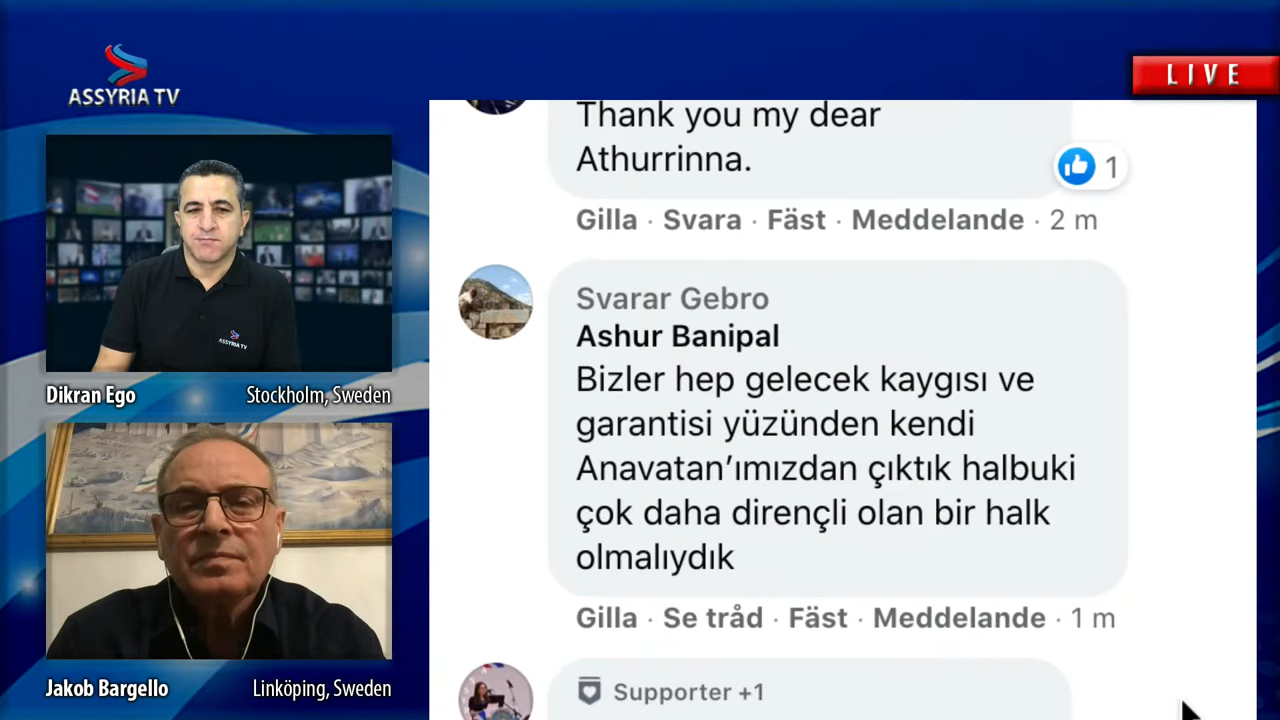 ASSYRIA TV
LIVE
ASSYRIA TV
Dikran Ego
Stockholm, Sweden
Jakob Bargello
Linköping, Sweden
Thank you my dear
Athurrinna.
1
Gilla · Svara · Fäst · Meddelande · 2 m
Svarar Gebro
Ashur Banipal
Bizler hep gelecek kaygısı ve
garantisi yüzünden kendi
Anavatan’ımızdan çıktık halbuki
çok daha dirençli olan bir halk
olmalıydık
Gilla · Se tråd · Fäst · Meddelande · 1 m
Supporter +1